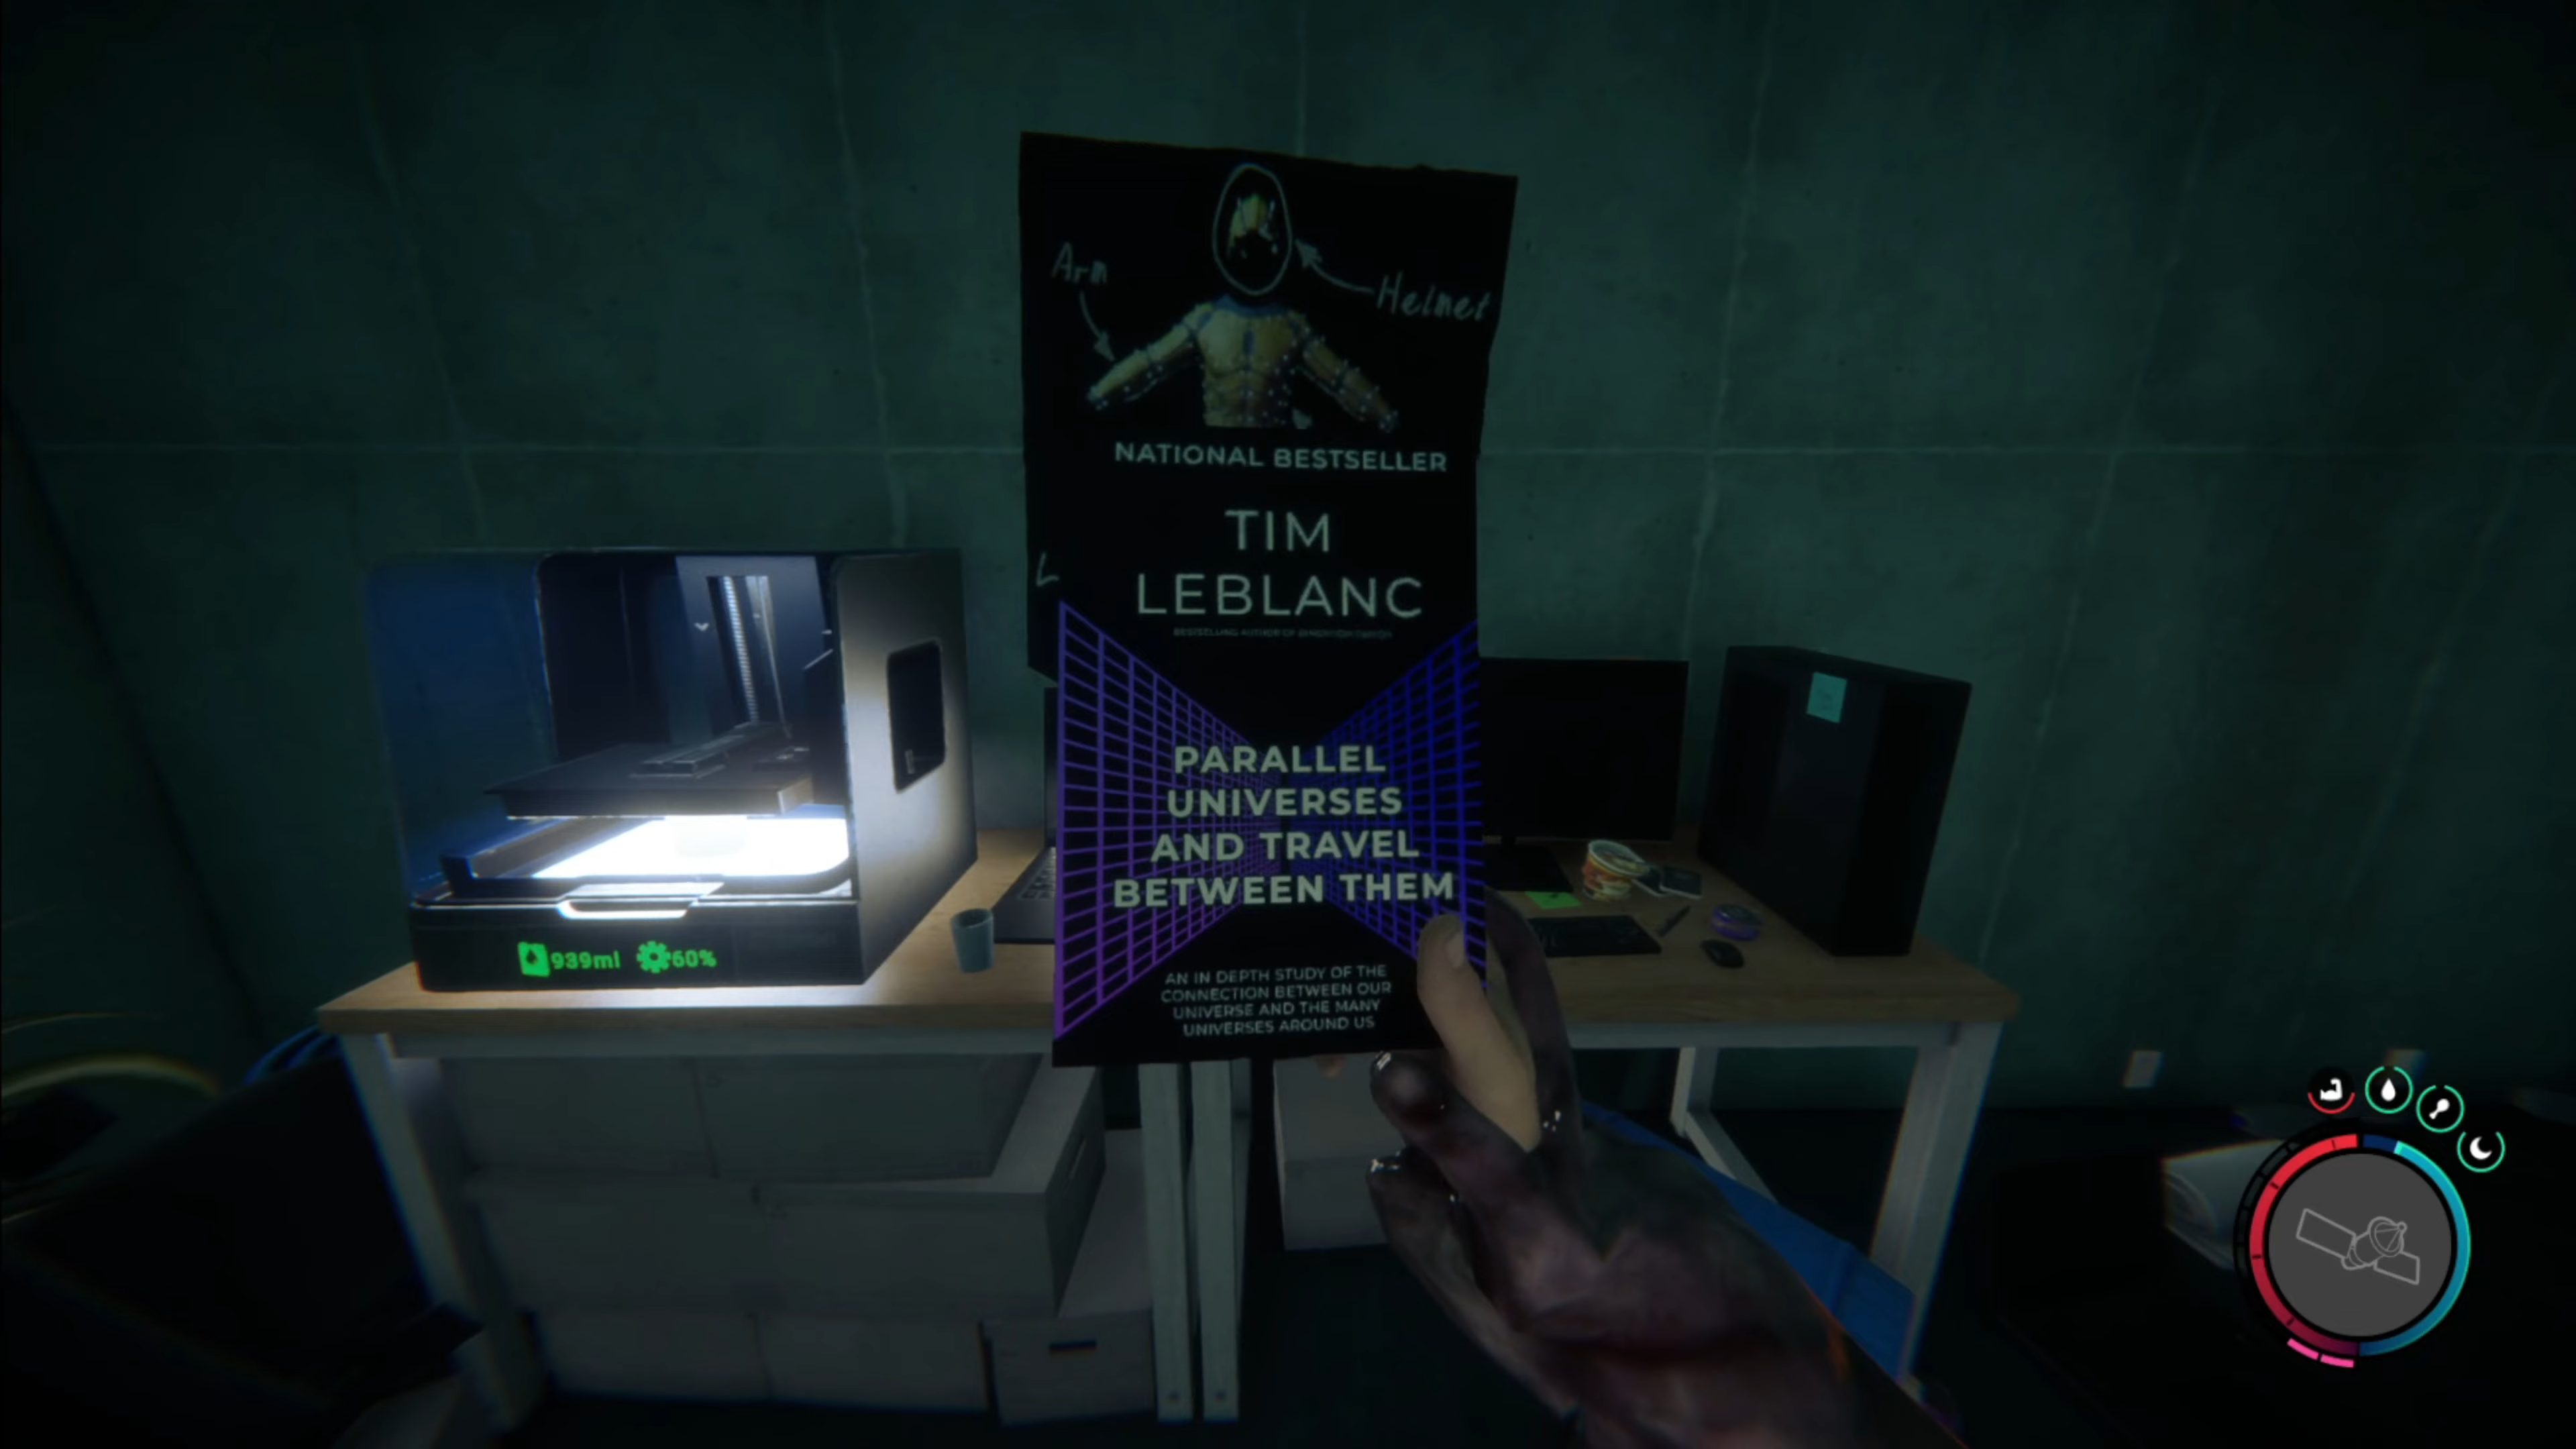 Arm
Helmet
NATIONAL BESTSELLER
TIM
LEBLANC
L
PARALLEL
UNIVERSES
AND TRAVEL
BETWEEN THEM
AN IN DEPTH STUDY OF THE
CONNECTION BETWEEN OUR
UNIVERSE AND THE MANY
UNIVERSES AROUND US
939ml 60%